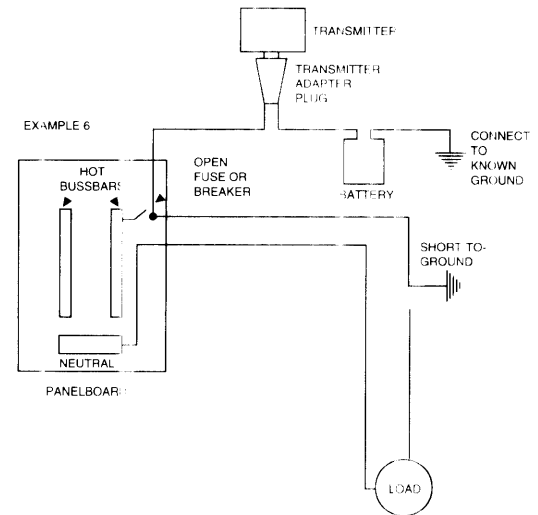 TRANSMITTER
TRANSMITTER
ADAPTER
PLUG
EXAMPLE 6
CONNECT
TO
KNOWN
GROUND
OPEN
FUSE OR
BREAKER
HOT
BUSSBARS
BATTERY
SHORT TO-
GROUND
NEUTRAL
PANELBOARD
LOAD